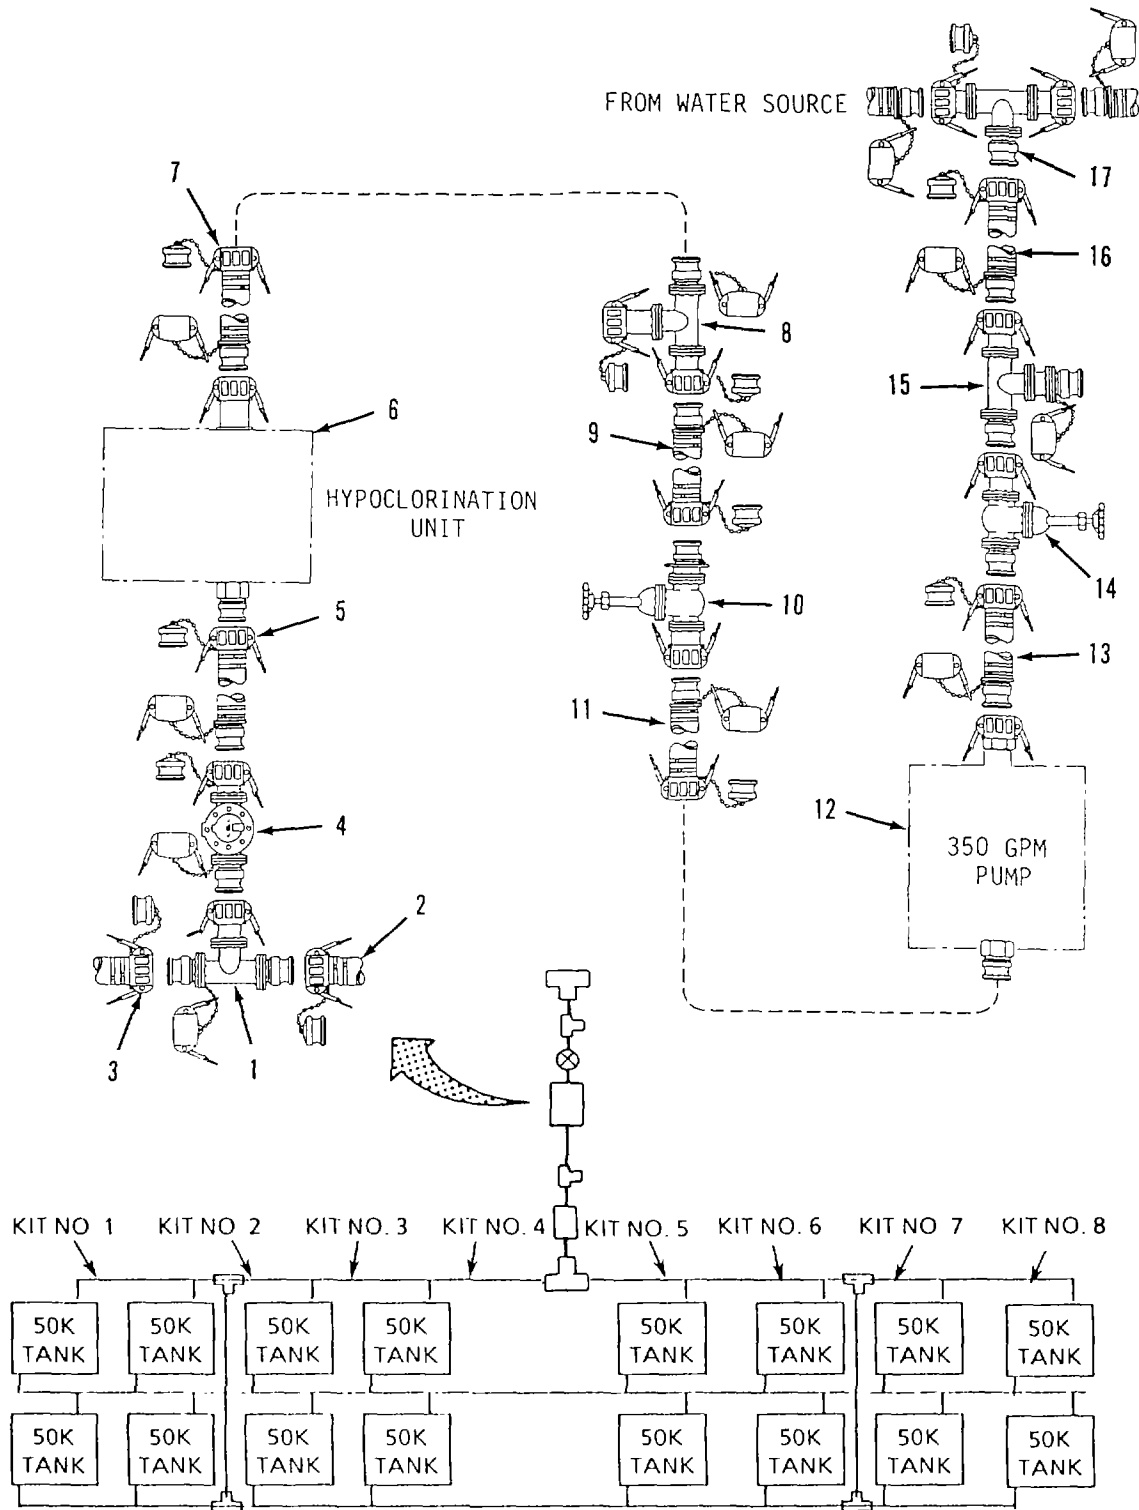 FROM WATER SOURCE
17
7
16
8
15
6
9
HYPOCLORINATION
UNIT
14
10
5
13
11
12
4
350 GPM
PUMP
2
3
1
KIT NO 1
KIT NO 2
KIT NO. 3
KIT NO. 4
KIT NO. 5
KIT NO. 6
KIT NO 7
KIT NO. 8
50K
TANK
50K
TANK
50K
TANK
50K
TANK
50K
TANK
50K
TANK
50K
TANK
50K
TANK
50K
TANK
50K
TANK
50K
TANK
50K
TANK
50K
TANK
50K
TANK
50K
TANK
50K
TANK